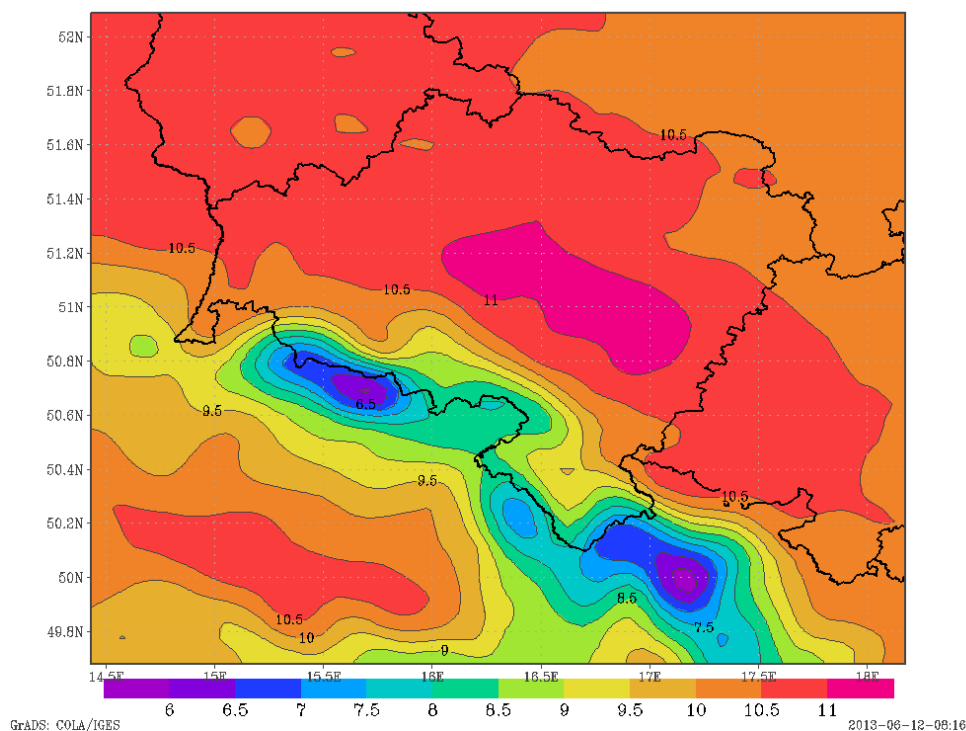 52N
51.8N
51.6N
51.4N
51.2N
51N
50.8N
50.6N
50.4N
50.2N
50N
49.8N
10.5
10.5
10.5
11
6.5
9.5
9.5
10.5
8.5
7.5
10.5
10
9
14.5E 15E 15.5E 16E 16.5E 17E 17.5E 18E
6 6.5 7 7.5 8 8.5 9 9.5 10 10.5 11
GrADS: COLA/IGES 2013-06-12-08:16